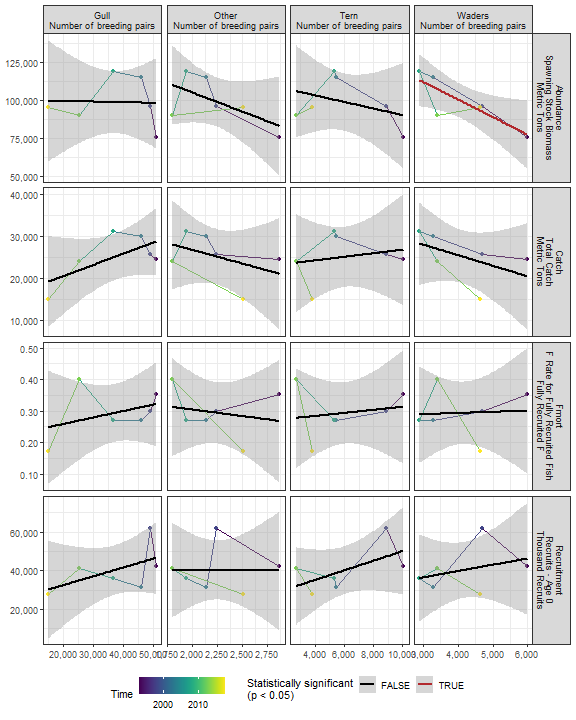 Gull
Number of breeding pairs
Other
Number of breeding pairs
Tern
Number of breeding pairs
Waders
Number of breeding pairs
125,000
100,000
75,000
50,000
Abundance
Spawning Stock Biomass
Metric Tons
40,000
30,000
20,000
10,000
Catch
Total Catch
Metric Tons
0.50
0.40
0.30
0.20
0.10
Fmort
F Rate for Fully Recruited Fish
Fully Recruited F
60,000
40,000
20,000
Recruitment
Recruits - Age 0
Thousand Recruits
20,000 30,000 40,000 50,000
2,000 2,250 2,500 2,750
4,000 6,000 8,000 10,000
4,000 5,000 6,000
Time
2000 2010
Statistically significant
(p < 0.05)
FALSE TRUE